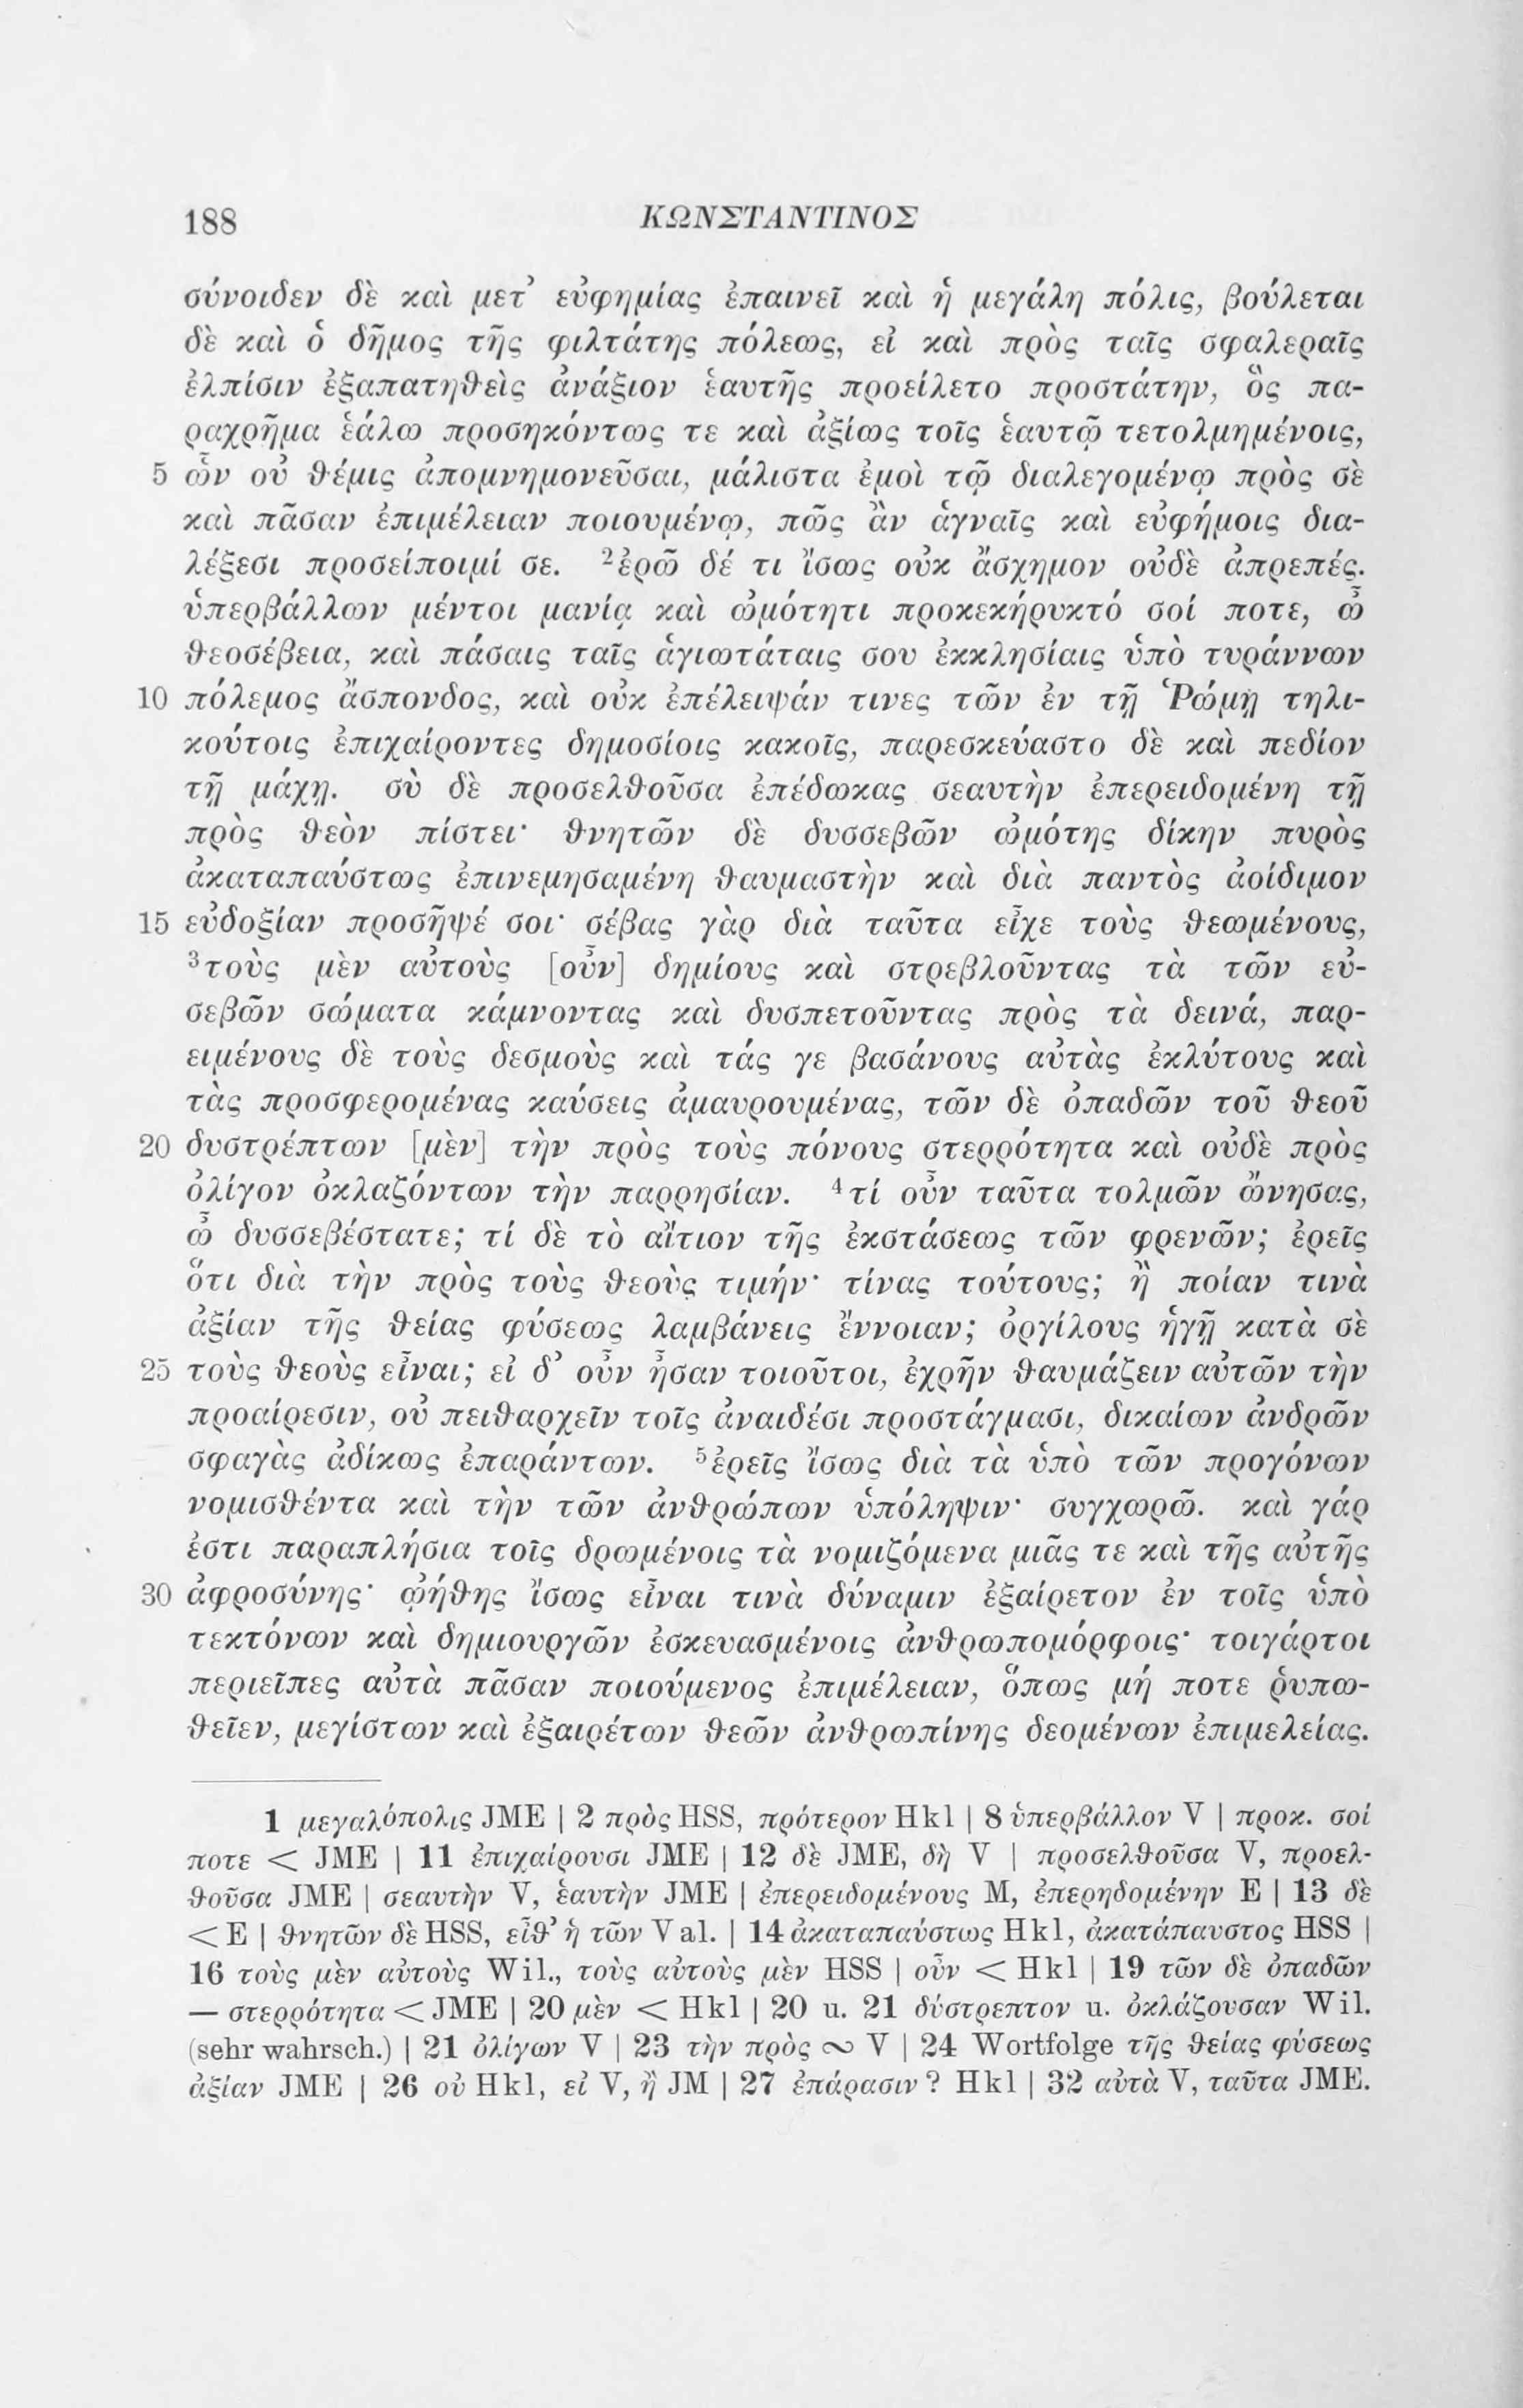 188 ΚΩΝΣΤΑΝΤΙΝΟΣ
σύνοιδεν δὲ καὶ μετ’ εὐφημίας ἐπαινεῖ καὶ ἡ μεγάλη πόλις, βούλεται
δὲ καὶ ὁ δῆμος τῆς φιλτάτης πόλεως, εἰ καὶ πρὸς ταῖς σφαλεραῖς
ἐλπίσιν ἐξαπατηθεὶς ἀνάξιον ἑαυτῆς προείλετο προστάτην, ὃς πα-
ραχρῆμα ἑάλω προσηκόντως τε καὶ ἀξίως τοῖς ἑαυτῷ τετολμημένοις,
5 ὧν οὐ θέμις ἀπομνημονεῦσαι, μάλιστα ἐμοὶ τῷ διαλεγομένῳ πρὸς σὲ
καὶ πᾶσαν ἐπιμέλειαν ποιουμένῳ, πῶς ἂν ἁγναῖς καὶ εὐφήμοις δια-
λέξεσι προσείποιμί σε. ²ἐρῶ δέ τι ἴσως οὐκ ἄσχημον οὐδὲ ἀπρεπές.
ὑπερβάλλων μέντοι μανίᾳ καὶ ὠμότητι προκεκήρυκτό σοί ποτε, ὦ
θεοσέβεια, καὶ πάσαις ταῖς ἁγιωτάταις σου ἐκκλησίαις ὑπὸ τυράννων
10 πόλεμος ἄσπονδος, καὶ οὐκ ἐπέλειψάν τινες τῶν ἐν τῇ Ῥώμῃ τηλι-
κούτοις ἐπιχαίροντες δημοσίοις κακοῖς, παρεσκεύαστο δὲ καὶ πεδίον
τῇ μάχῃ. σὺ δὲ προσελθοῦσα ἐπέδωκας σεαυτὴν ἐπερειδομένη τῇ
πρὸς θεὸν πίστει· θνητῶν δὲ δυσσεβῶν ὠμότης δίκην πυρὸς
ἀκαταπαύστως ἐπινεμησαμένη θαυμαστὴν καὶ διὰ παντὸς ἀοίδιμον
15 εὐδοξίαν προσῆψέ σοι· σέβας γὰρ διὰ ταῦτα εἶχε τοὺς θεωμένους,
³τοὺς μὲν αὐτοὺς [οὖν] δημίους καὶ στρεβλοῦντας τὰ τῶν εὐ-
σεβῶν σώματα κάμνοντας καὶ δυσπετοῦντας πρὸς τὰ δεινά, παρ-
ειμένους δὲ τοὺς δεσμοὺς καὶ τάς γε βασάνους αὐτὰς ἐκλύτους καὶ
τὰς προσφερομένας καύσεις ἀμαυρουμένας, τῶν δὲ ὀπαδῶν τοῦ θεοῦ
20 δυστρέπτων [μὲν] τὴν πρὸς τοὺς πόνους στερρότητα καὶ οὐδὲ πρὸς
ὀλίγον ὀκλαζόντων τὴν παρρησίαν. ⁴τί οὖν ταῦτα τολμῶν ὤνησας,
ὦ δυσσεβέστατε; τί δὲ τὸ αἴτιον τῆς ἐκστάσεως τῶν φρενῶν; ἐρεῖς
ὅτι διὰ τὴν πρὸς τοὺς θεοὺς τιμήν· τίνας τούτους; ἢ ποίαν τινὰ
ἀξίαν τῆς θείας φύσεως λαμβάνεις ἔννοιαν; ὀργίλους ἡγῇ κατὰ σὲ
25 τοὺς θεοὺς εἶναι; εἰ δ’ οὖν ἦσαν τοιοῦτοι, ἐχρῆν θαυμάζειν αὐτῶν τὴν
προαίρεσιν, οὐ πειθαρχεῖν τοῖς ἀναιδέσι προστάγμασι, δικαίων ἀνδρῶν
σφαγὰς ἀδίκως ἐπαράντων. ⁵ἐρεῖς ἴσως διὰ τὰ ὑπὸ τῶν προγόνων
νομισθέντα καὶ τὴν τῶν ἀνθρώπων ὑπόληψιν· συγχωρῶ. καὶ γάρ
ἐστι παραπλήσια τοῖς δρωμένοις τὰ νομιζόμενα μιᾶς τε καὶ τῆς αὐτῆς
30 ἀφροσύνης· ᾠήθης ἴσως εἶναι τινὰ δύναμιν ἐξαίρετον ἐν τοῖς ὑπὸ
τεκτόνων καὶ δημιουργῶν ἐσκευασμένοις ἀνθρωπομόρφοις· τοιγάρτοι
περιεῖπες αὐτὰ πᾶσαν ποιούμενος ἐπιμέλειαν, ὅπως μή ποτε ῥυπω-
θεῖεν, μεγίστων καὶ ἐξαιρέτων θεῶν ἀνθρωπίνης δεομένων ἐπιμελείας.
1 μεγαλόπολις JME | 2 πρὸς HSS, πρότερον Hkl | 8 ὑπερβάλλον V | προκ. σοί
ποτε < JME | 11 ἐπιχαίρουσι JME | 12 δὲ JME, δὴ V | προσελθοῦσα V, προελ-
θοῦσα JME | σεαυτὴν V, ἑαυτὴν JME | ἐπερειδομένους M, ἐπερηδομένην E | 13 δὲ
< E | θνητῶν δὲ HSS, εἶθ’ ἡ τῶν Val. | 14 ἀκαταπαύστως Hkl, ἀκατάπαυστος HSS |
16 τοὺς μὲν αὐτοὺς Wil., τοὺς αὐτοὺς μὲν HSS | οὖν < Hkl | 19 τῶν δὲ ὀπαδῶν
— στερρότητα < JME | 20 μὲν < Hkl | 20 u. 21 δύστρεπτον u. ὀκλάζουσαν Wil.
(sehr wahrsch.) | 21 ὀλίγων V | 23 τὴν πρὸς ∾ V | 24 Wortfolge τῆς θείας φύσεως
ἀξίαν JME | 26 οὐ Hkl, εἰ V, ἢ JM | 27 ἐπάρασιν? Hkl | 32 αὐτὰ V, ταῦτα JME.